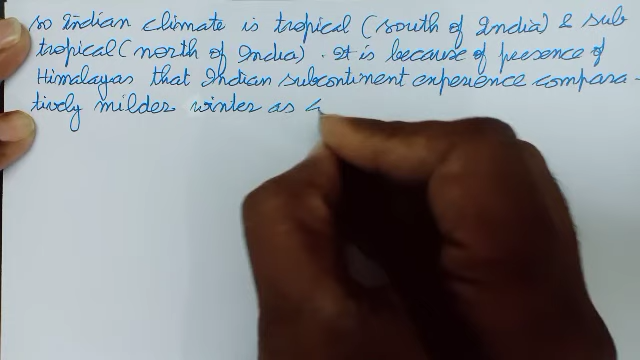 so Indian climate is tropical (south of India) & sub
tropical (north of India). It is because of presence of
Himalayas that Indian subcontinent experience compara-
tively milder winter as